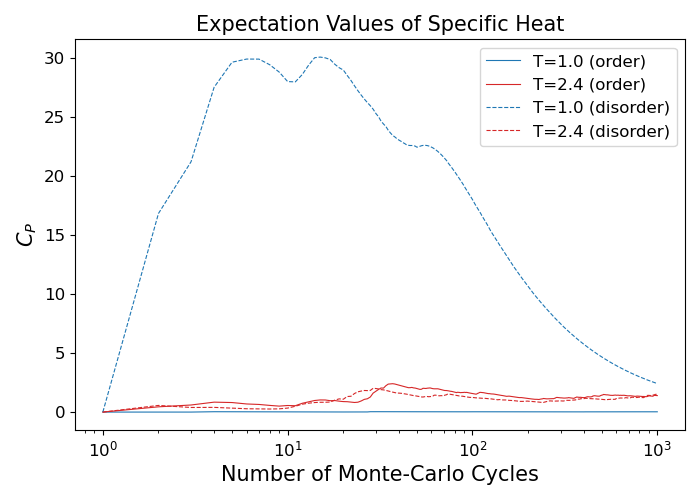 Expectation Values of Specific Heat
T=1.0 (order)
T=2.4 (order)
T=1.0 (disorder)
T=2.4 (disorder)
30
25
20
15
10
5
0
C_P
10^0
10^1
10^2
10^3
Number of Monte-Carlo Cycles